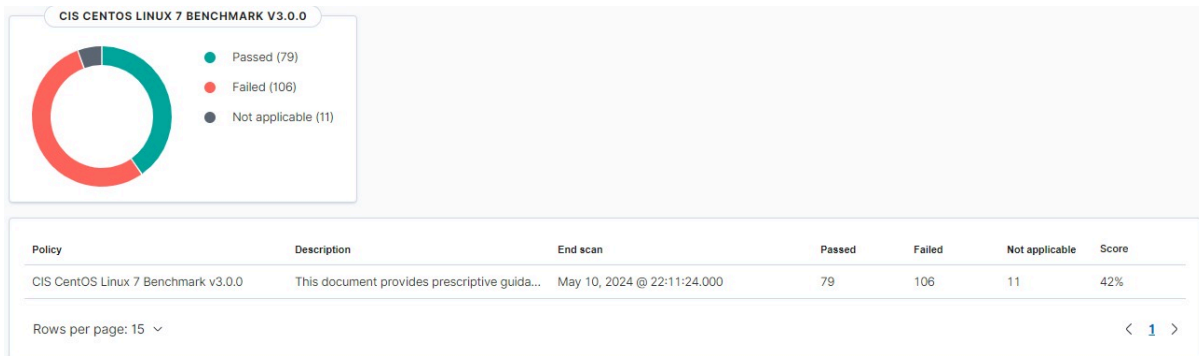 CIS CENTOS LINUX 7 BENCHMARK V3.0.0
Passed (79)
Failed (106)
Not applicable (11)
Policy Description End scan Passed Failed Not applicable Score
CIS CentOS Linux 7 Benchmark v3.0.0 This document provides prescriptive guida... May 10, 2024 @ 22:11:24.000 79 106 11 42%
Rows per page: 15 < 1 >